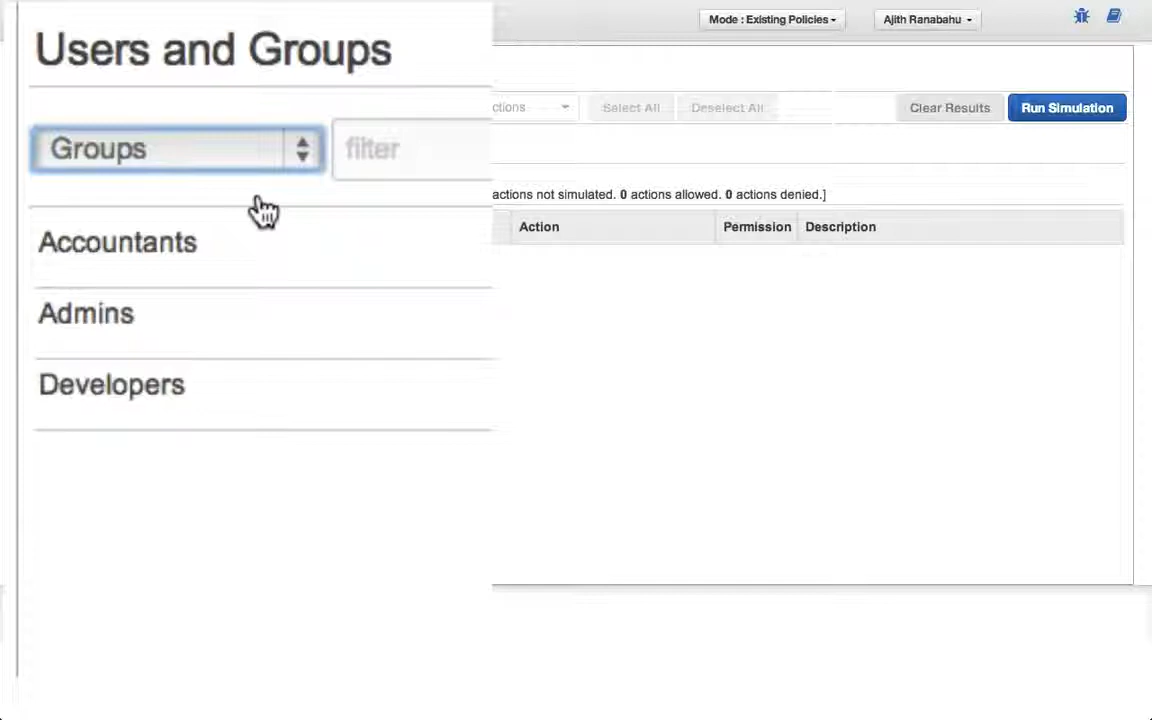 Mode : Existing Policies
Ajith Ranabahu
Users and Groups
Groups
filter
Accountants
Admins
Developers
ctions
Select All
Deselect All
Clear Results
Run Simulation
actions not simulated. 0 actions allowed. 0 actions denied.]
Action
Permission
Description